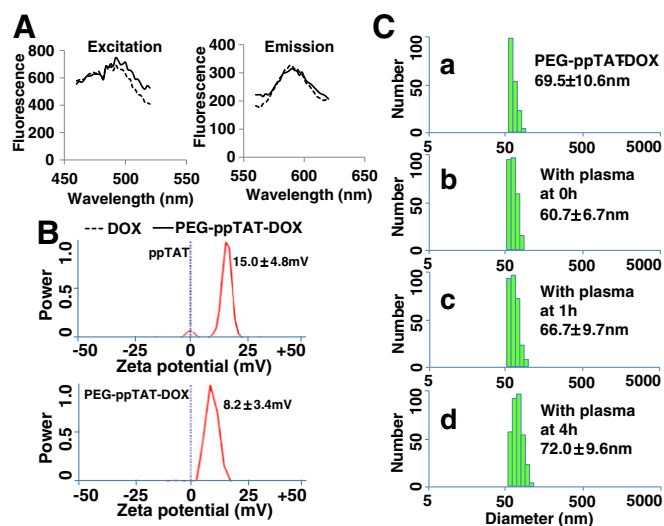 A
Excitation
Fluorescence
800
600
400
200
0
450
500
550
Wavelength (nm)
Emission
Fluorescence
400
300
200
100
0
550
600
650
Wavelength (nm)
DOX
PEG-ppTAT-DOX
B
ppTAT
15.0±4.8mV
Power
1.0
0.5
0
-50
-25
0
+25
+50
Zeta potential (mV)
PEG-ppTAT-DOX
8.2±3.4mV
Power
1.0
0.5
0
-50
-25
0
+25
+50
Zeta potential (mV)
C
a
PEG-ppTAT-DOX
69.5±10.6nm
Number
100
50
0
5
50
500
5000
b
With plasma
at 0h
60.7±6.7nm
Number
100
50
0
5
50
500
5000
c
With plasma
at 1h
66.7±9.7nm
Number
100
50
0
5
50
500
5000
d
With plasma
at 4h
72.0±9.6nm
Number
100
50
0
5
50
500
5000
Diameter (nm)